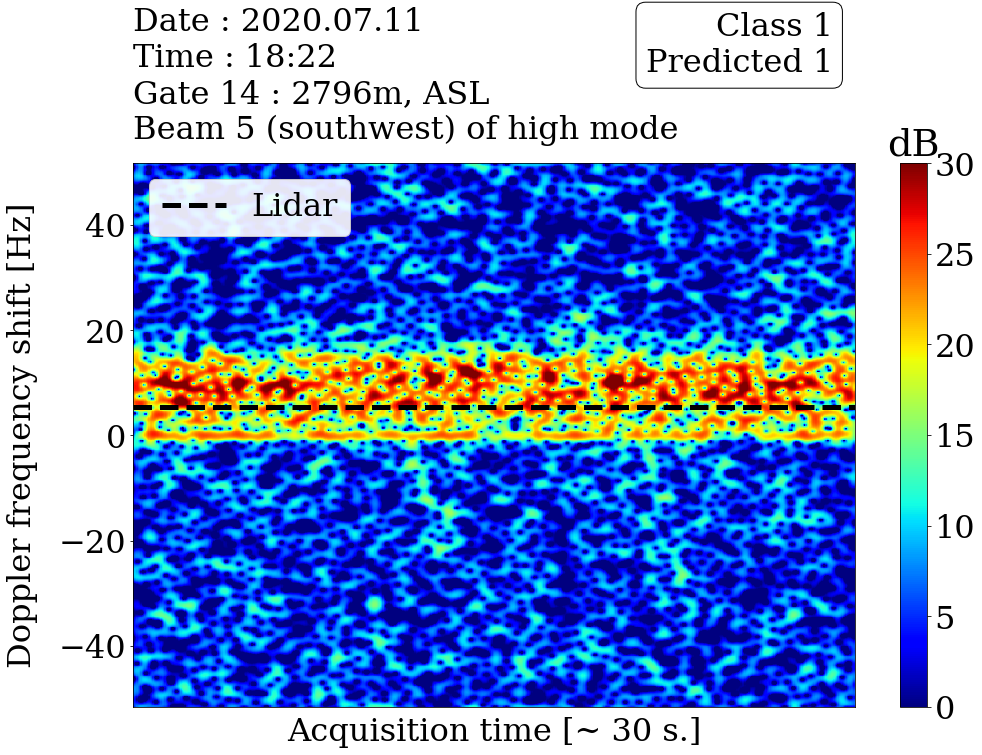 Date : 2020.07.11
Time : 18:22
Gate 14 : 2796m, ASL
Beam 5 (southwest) of high mode
Class 1
Predicted 1
dB
Lidar
Doppler frequency shift [Hz]
40
20
0
−20
−40
30
25
20
15
10
5
0
Acquisition time [~ 30 s.]